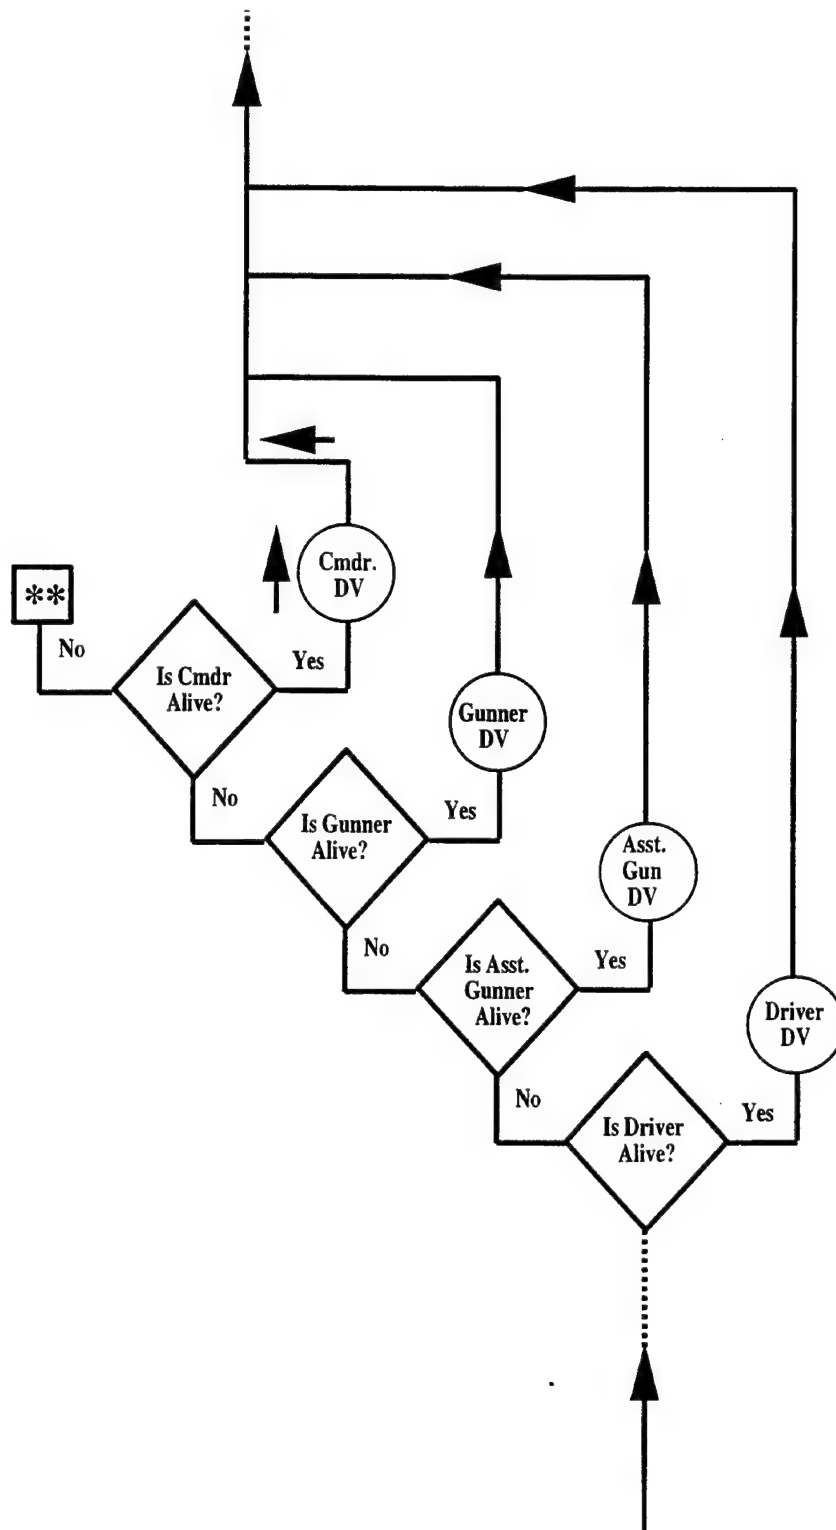 Cmdr.
DV
**
No
Is Cmdr
Alive?
Yes
Gunner
DV
No
Is Gunner
Alive?
Yes
Asst.
Gun
DV
No
Is Asst.
Gunner
Alive?
Yes
Driver
DV
No
Is Driver
Alive?
Yes